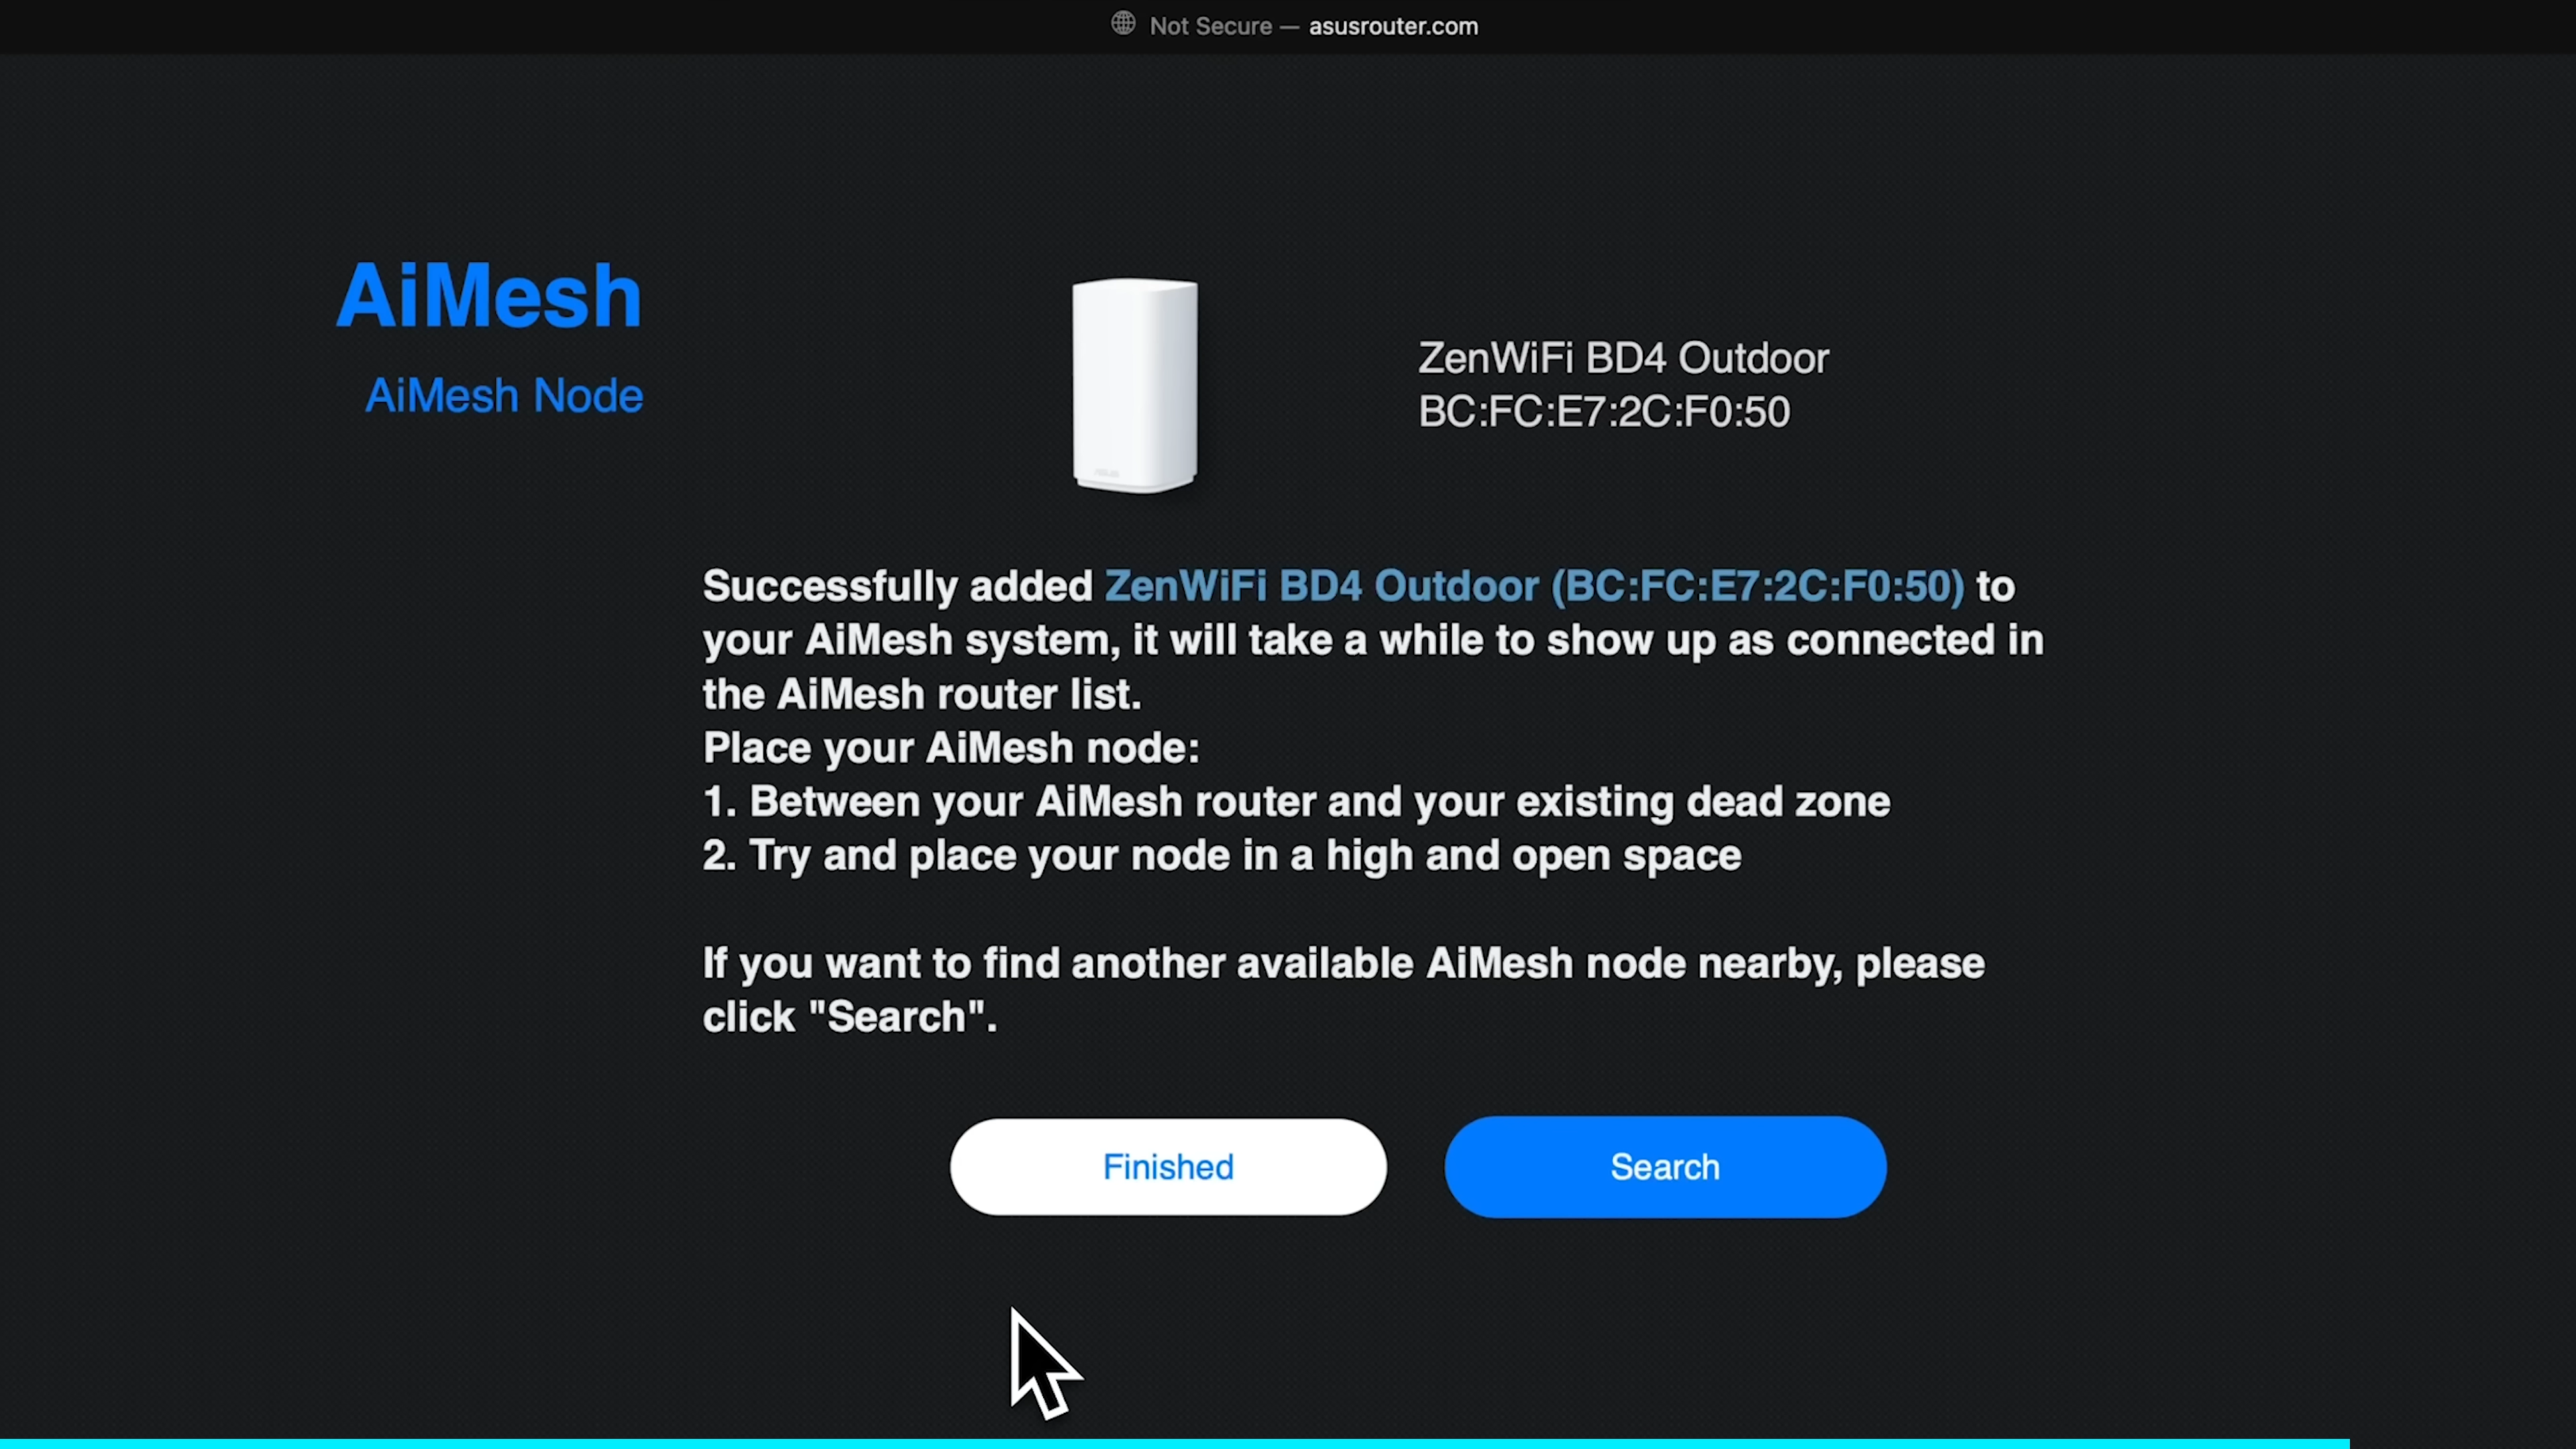 Not Secure — asusrouter.com
AiMesh
AiMesh Node
ZenWiFi BD4 Outdoor
BC:FC:E7:2C:F0:50
Successfully added ZenWiFi BD4 Outdoor (BC:FC:E7:2C:F0:50) to
your AiMesh system, it will take a while to show up as connected in
the AiMesh router list.
Place your AiMesh node:
1. Between your AiMesh router and your existing dead zone
2. Try and place your node in a high and open space
If you want to find another available AiMesh node nearby, please
click "Search".
Finished
Search